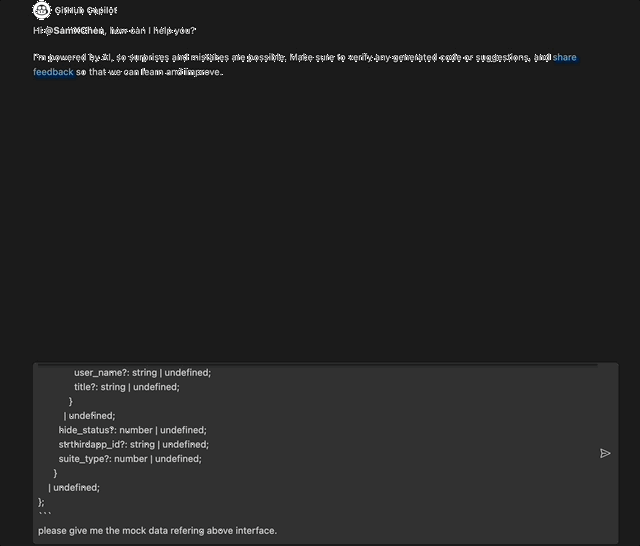 GitHub Copilot
Hi @SamWChen, how can I help you?
I'm powered by AI, so surprises and mistakes are possible. Make sure to verify any generated code or suggestions, and share
feedback so that we can learn and improve.
user_name?: string | undefined;
title?: string | undefined;
}
| undefined;
hide_status?: number | undefined;
strthirdapp_id?: string | undefined;
suite_type?: number | undefined;
}
| undefined;
};
```
please give me the mock data refering above interface.